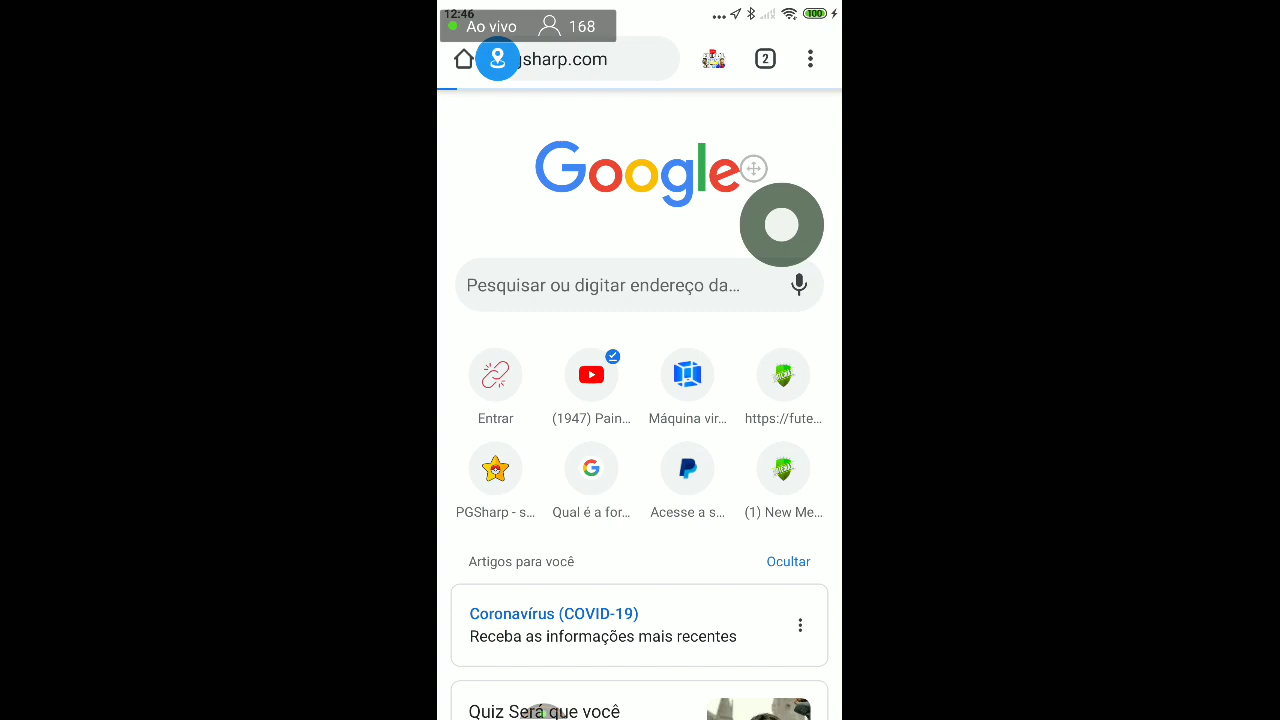 12:46
Ao vivo 168
100
gsharp.com
2
Google
Pesquisar ou digitar endereço da...
Entrar
(1947) Pain...
Máquina vir...
https://fute...
PGSharp - s...
Qual é a for...
Acesse a s...
(1) New Me...
Artigos para você
Ocultar
Coronavírus (COVID-19)
Receba as informações mais recentes
Quiz Será que você